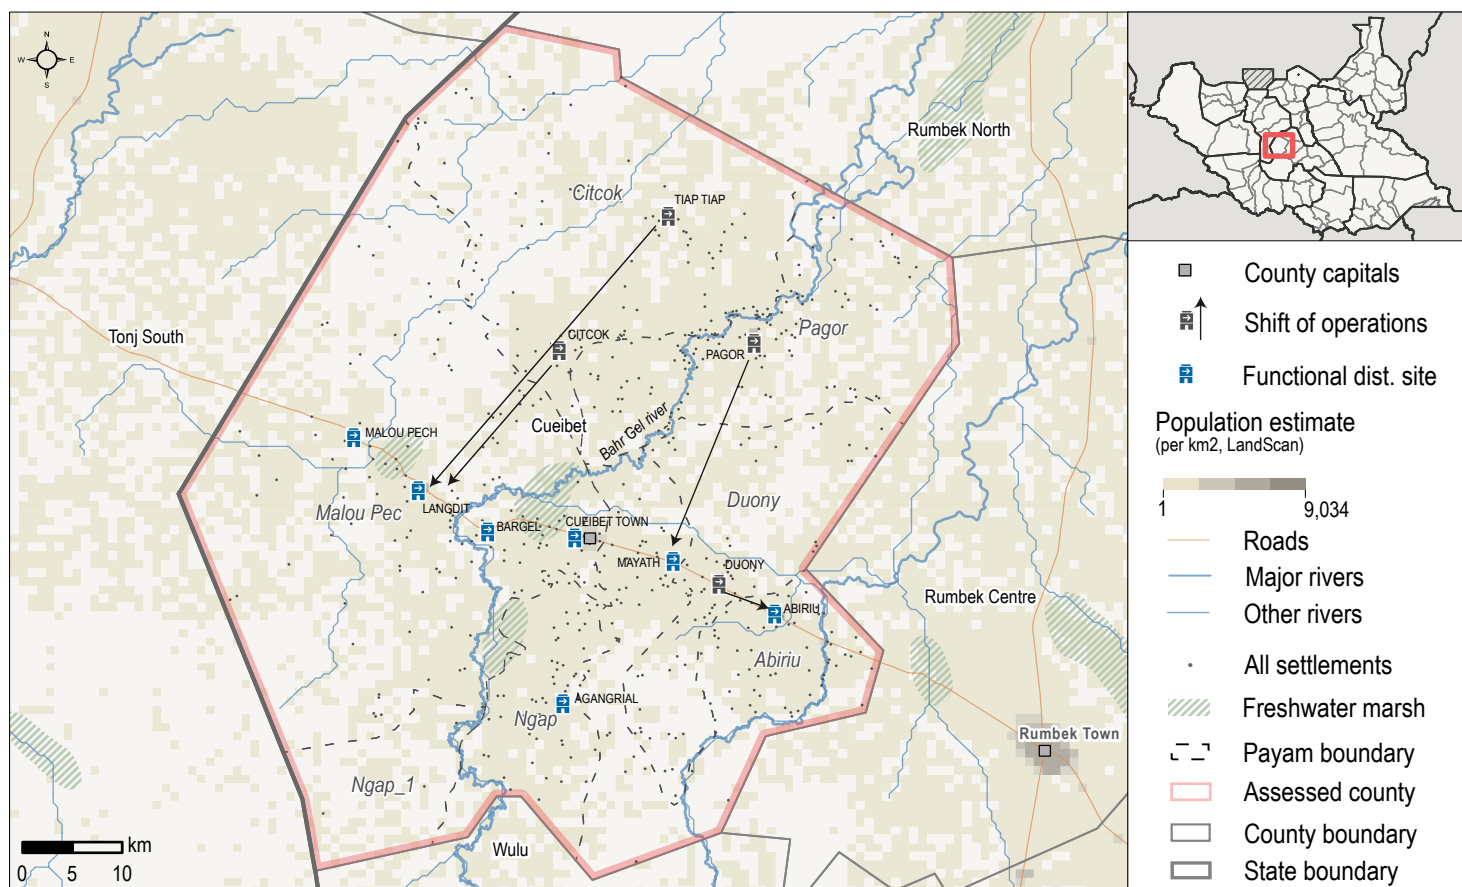 N
W
E
S
Rumbek North
Citcok
TIAP TIAP
Tonj South
CITCOK
Pagor
PAGOR
Cueibet
Bahr Gel river
MALOU PECH
LANGDIT
Malou Pec
BARGEL
CUEIBET TOWN
Duony
MAYATH
DUONY
ABIRIU
Rumbek Centre
Abiriu
AGANGRIAL
Ngap
Ngap_1
Rumbek Town
Wulu
km
0 5 10
County capitals
Shift of operations
Functional dist. site
Population estimate
(per km2, LandScan)
1 9,034
Roads
Major rivers
Other rivers
All settlements
Freshwater marsh
Payam boundary
Assessed county
County boundary
State boundary